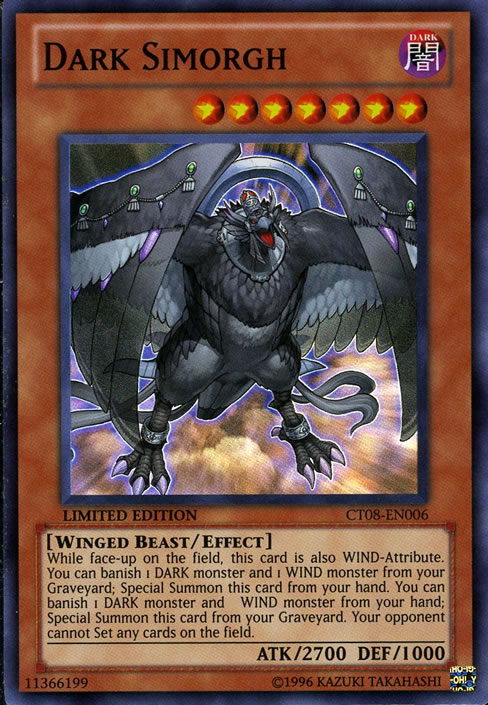 DARK SIMORGH
DARK
闇
LIMITED EDITION
CT08-EN006
[WINGED BEAST/EFFECT]
While face-up on the field, this card is also WIND-Attribute.
You can banish 1 DARK monster and 1 WIND monster from your
Graveyard; Special Summon this card from your hand. You can
banish 1 DARK monster and WIND monster from your hand;
Special Summon this card from your Graveyard. Your opponent
cannot Set any cards on the field.
ATK/2700 DEF/1000
11366199
©1996 KAZUKI TAKAHASHI